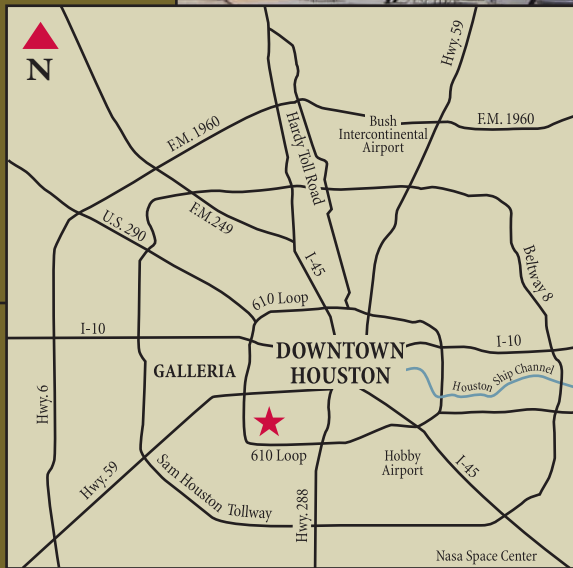 N
Hwy. 59
F.M. 1960
F.M. 1960
Bush
Intercontinental
Airport
Hardy Toll Road
U.S. 290
F.M.249
I-45
Beltway 8
610 Loop
I-10
I-10
DOWNTOWN
HOUSTON
GALLERIA
Houston Ship Channel
Hwy. 6
610 Loop
Hobby
Airport
I-45
Hwy. 59
Sam Houston Tollway
Hwy. 288
Nasa Space Center